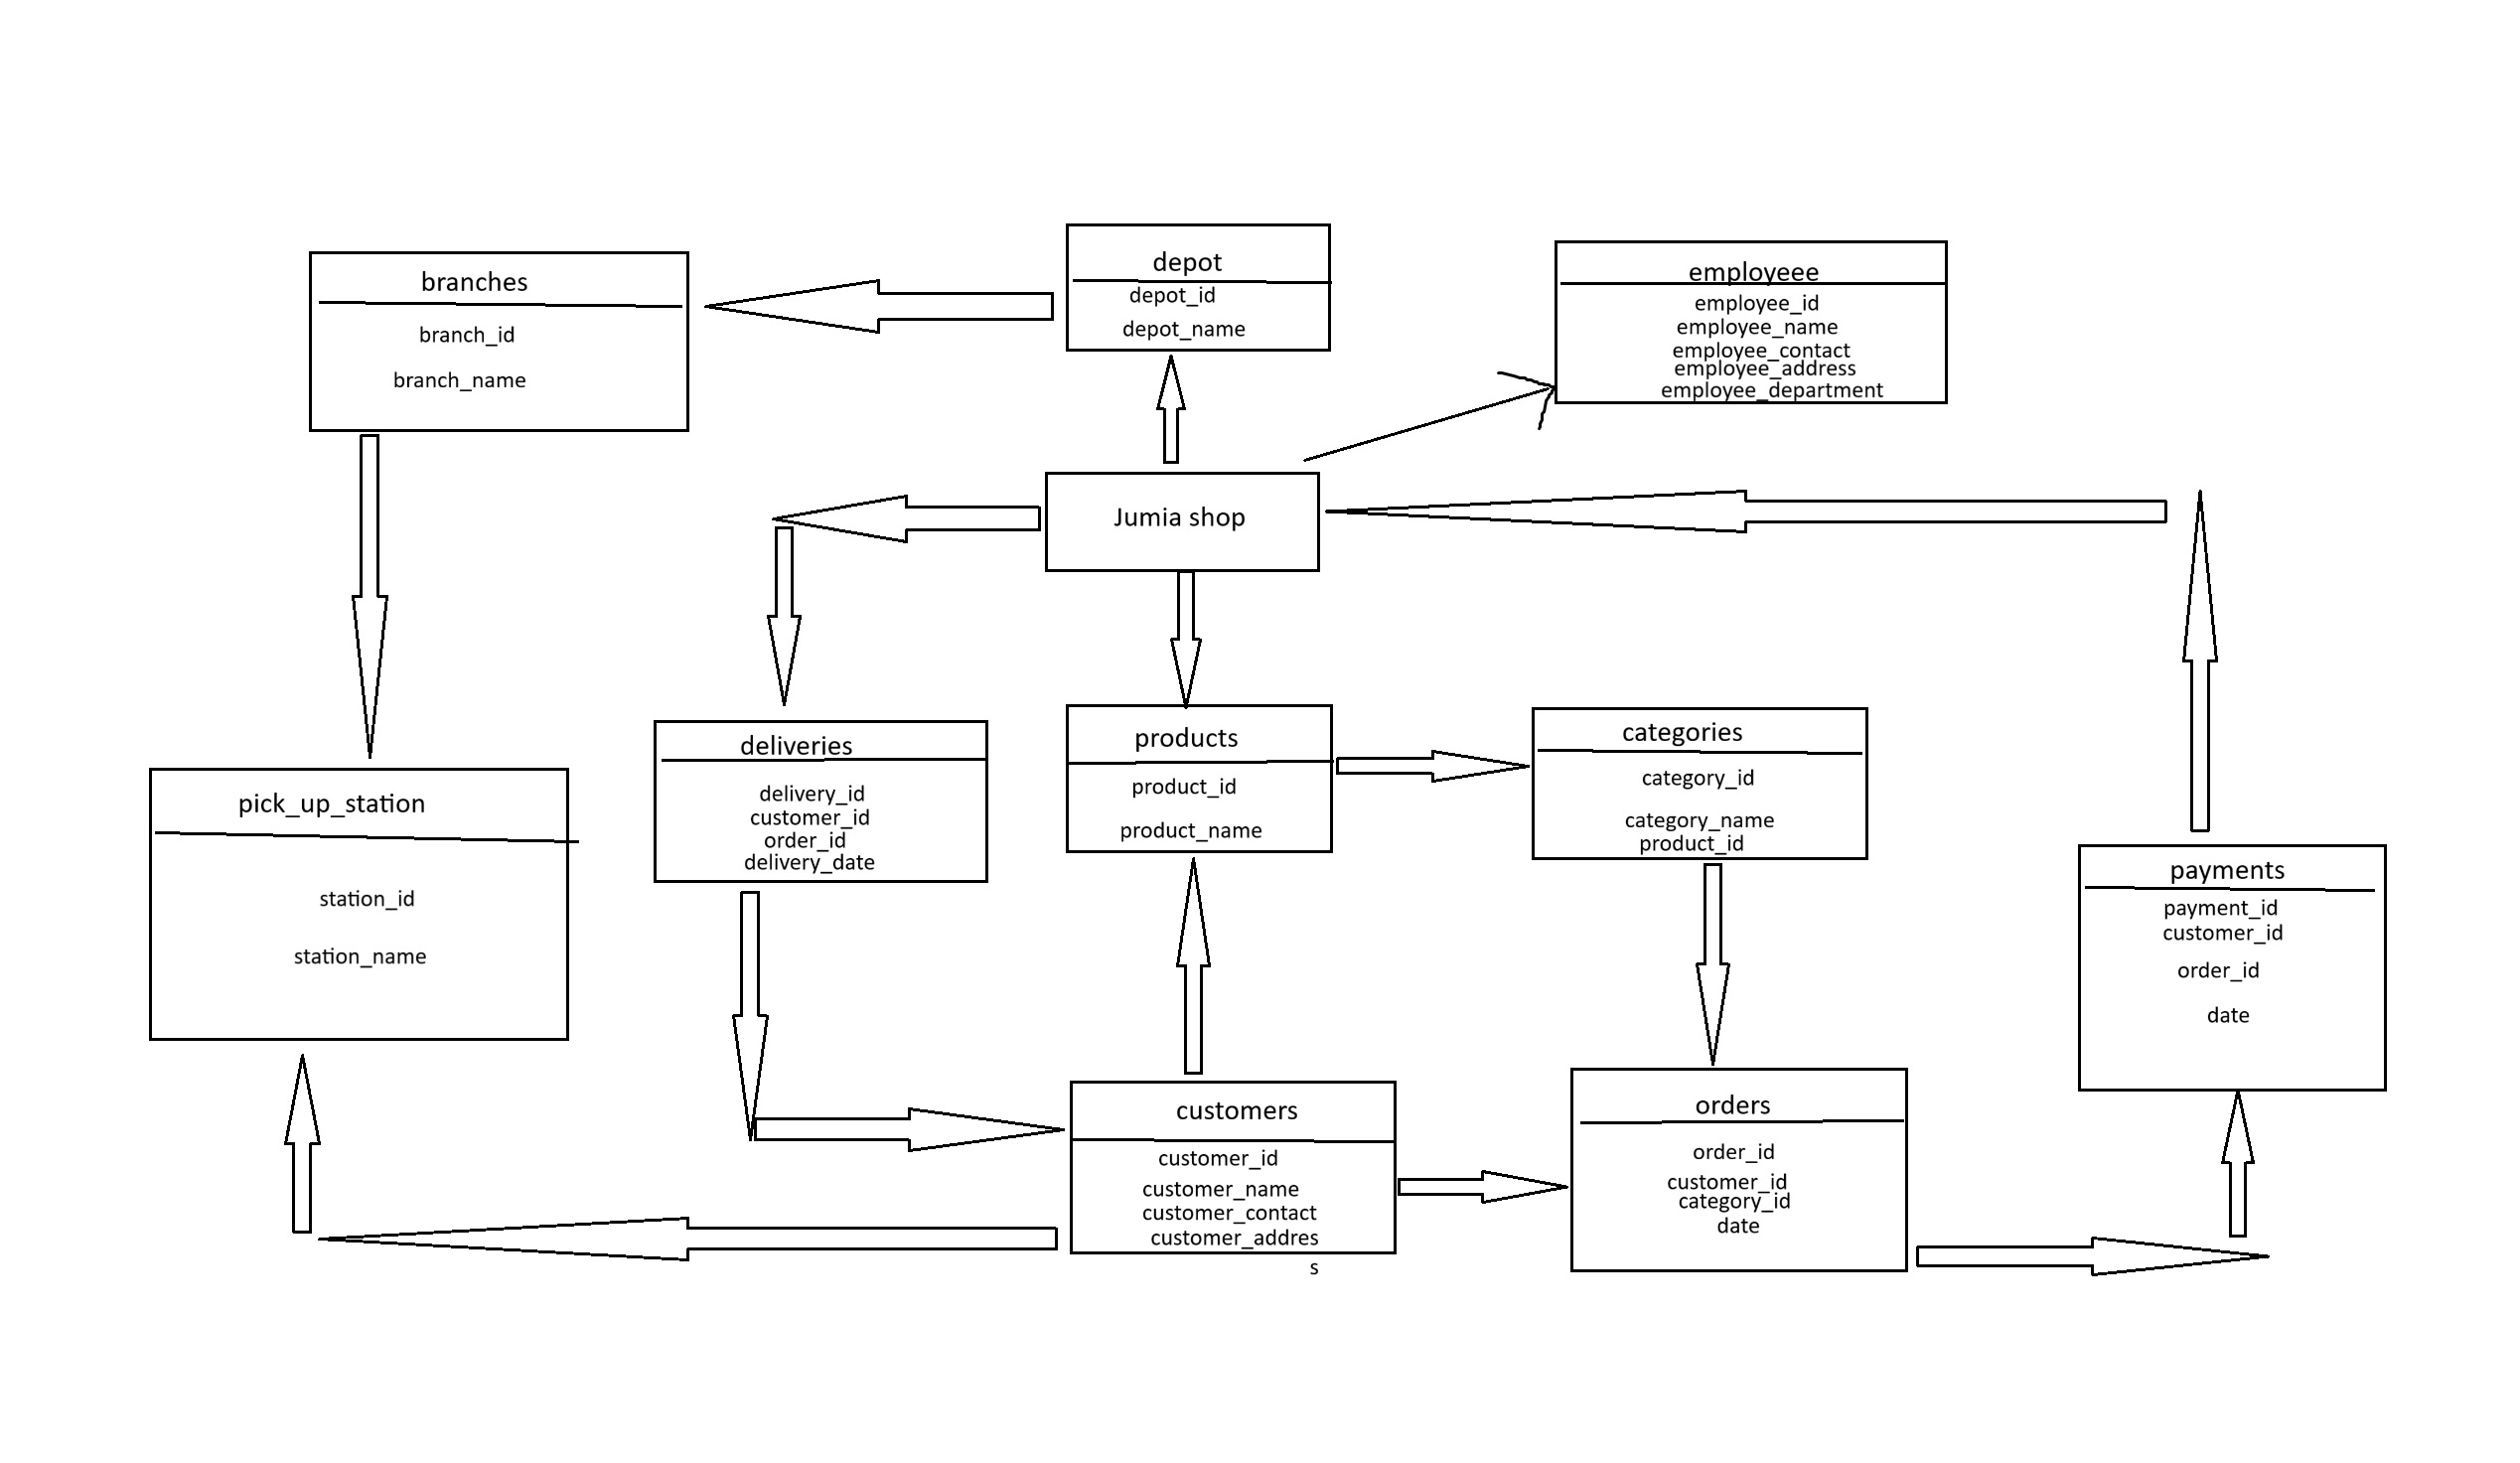 branches
branch_id
branch_name
depot
depot_id
depot_name
employeee
employee_id
employee_name
employee_contact
employee_address
employee_department
Jumia shop
pick_up_station
station_id
station_name
deliveries
delivery_id
customer_id
order_id
delivery_date
products
product_id
product_name
categories
category_id
category_name
product_id
payments
payment_id
customer_id
order_id
date
customers
customer_id
customer_name
customer_contact
customer_addres
s
orders
order_id
customer_id
category_id
date